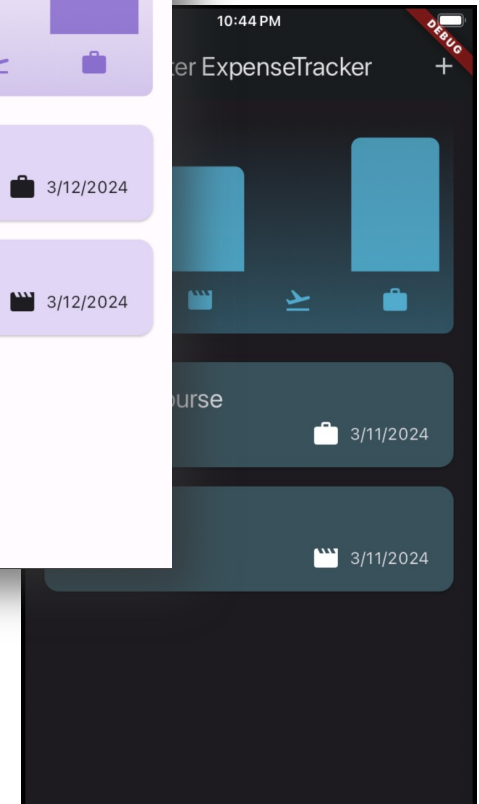 10:44 PM
DEBUG
ter ExpenseTracker
+
3/12/2024
3/12/2024
ourse
3/11/2024
3/11/2024